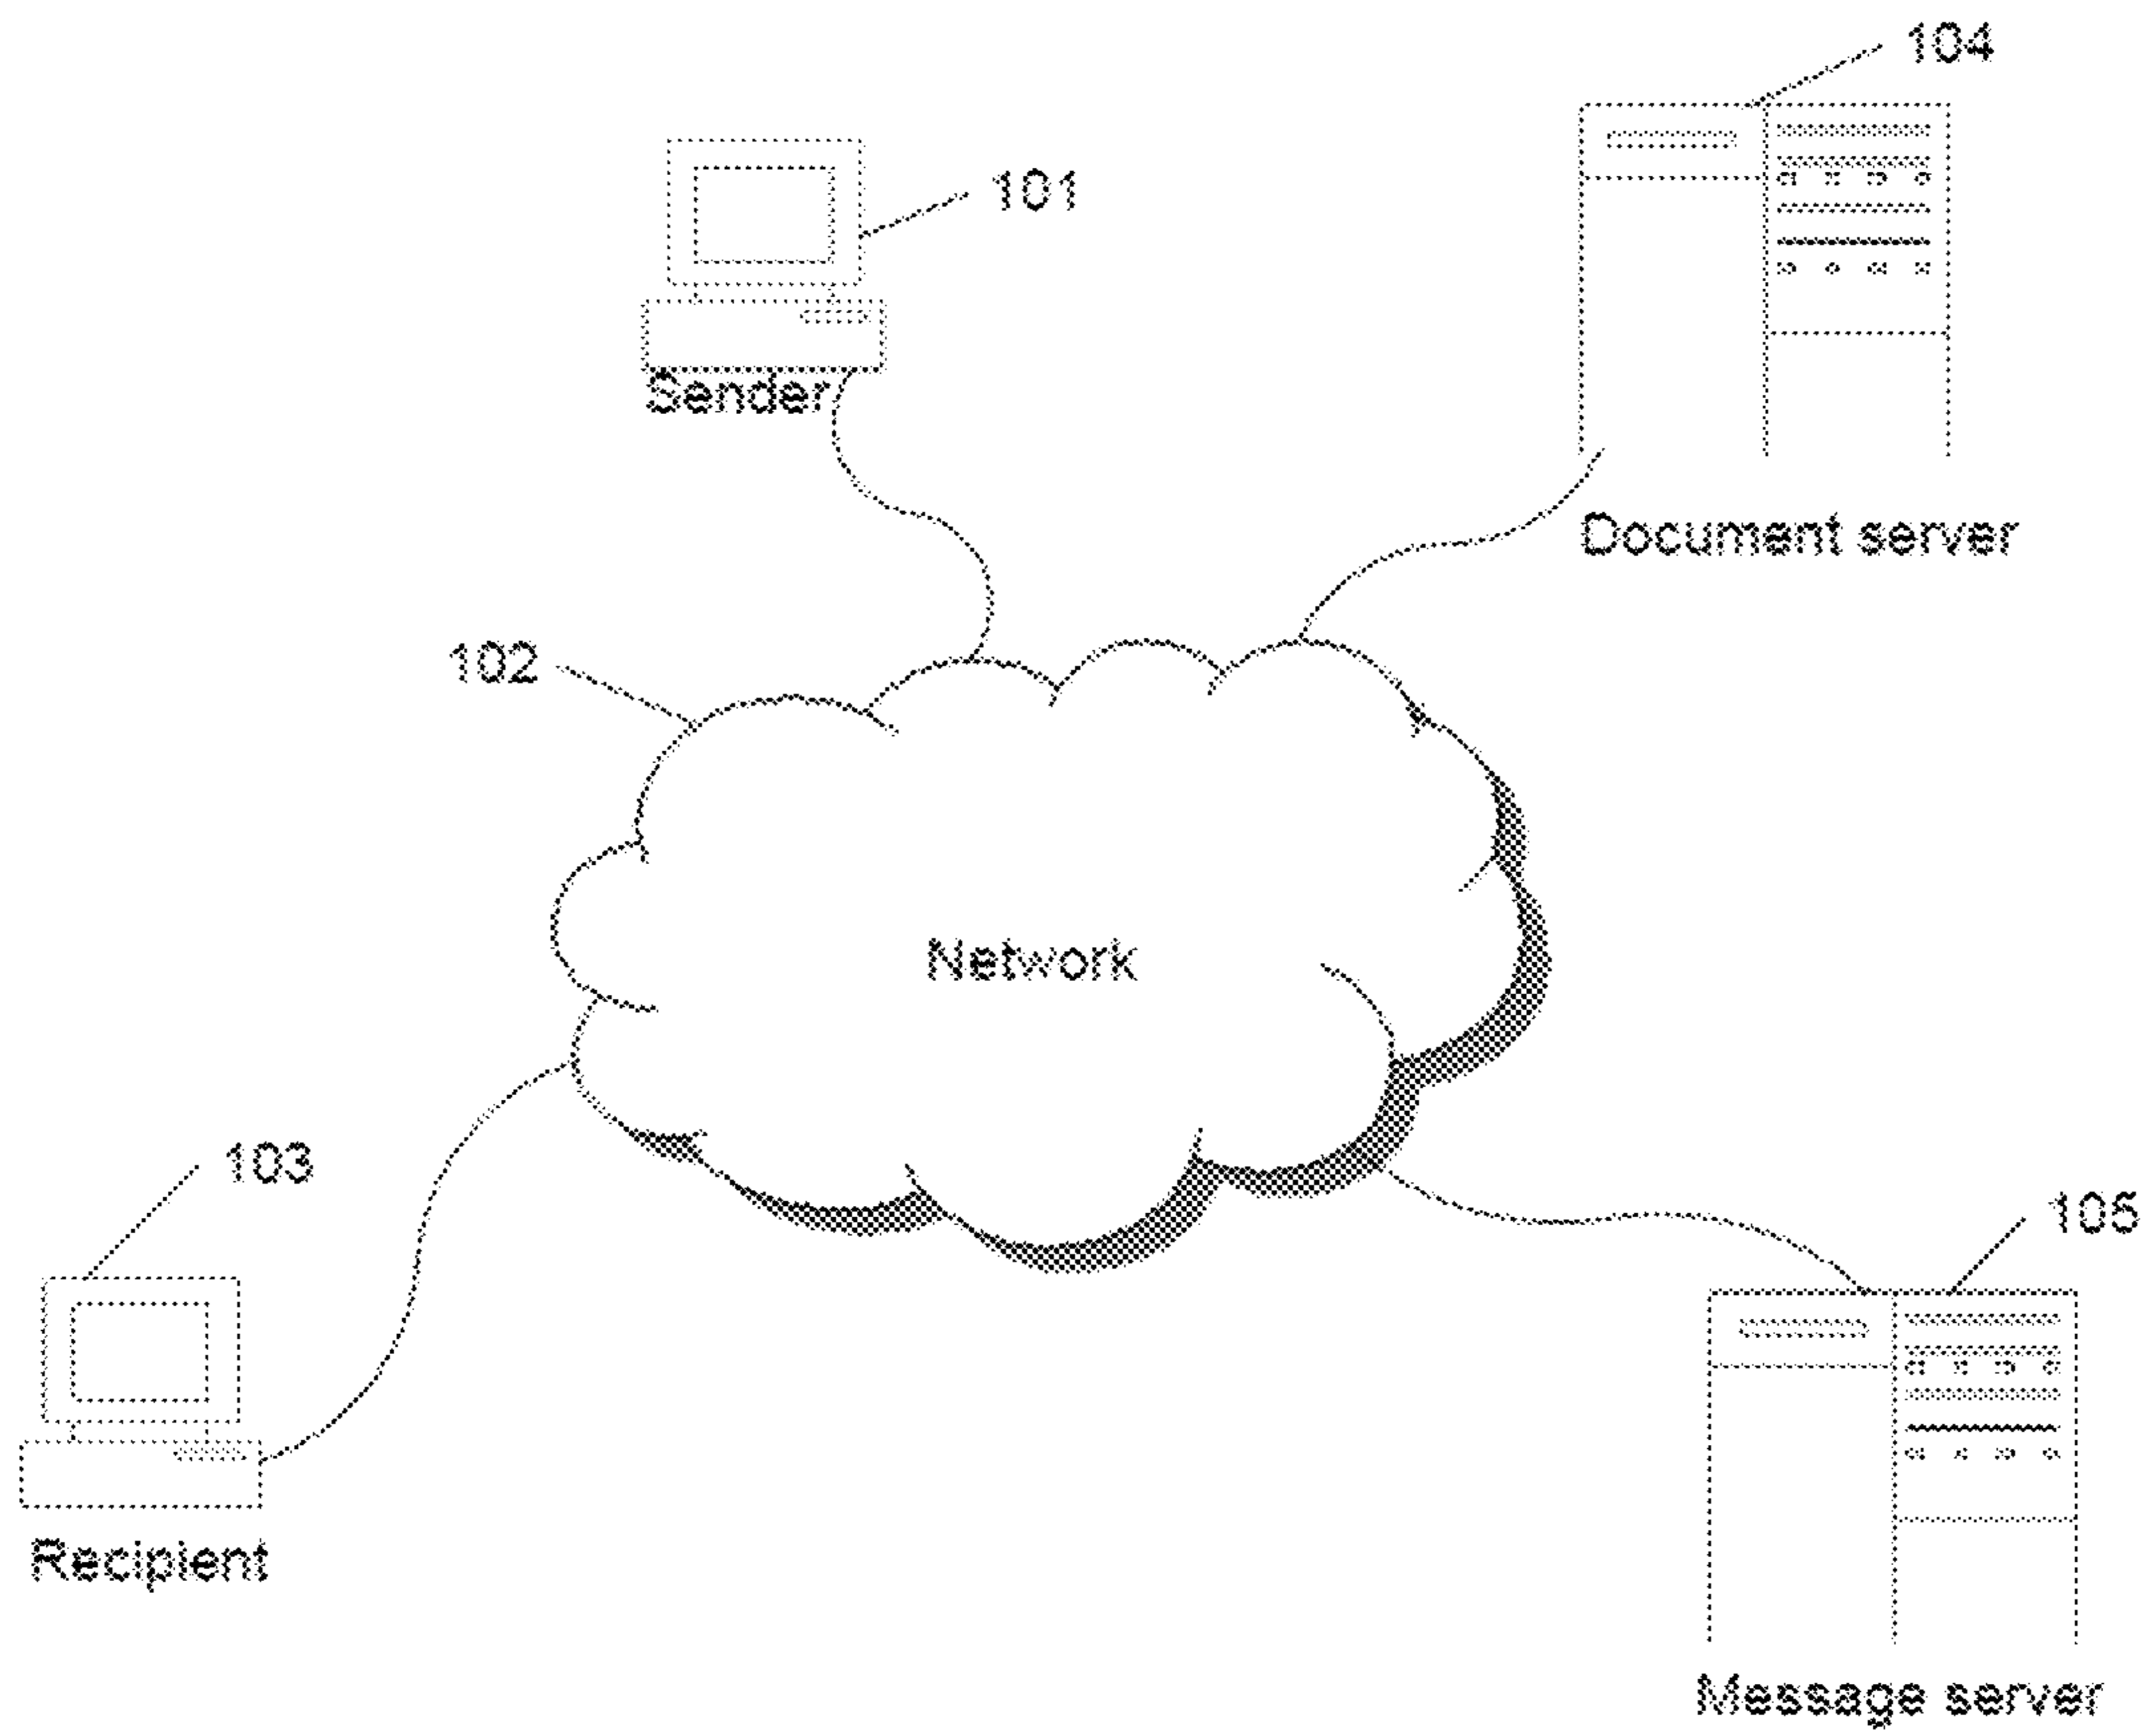 104
101
Sender
Document server
102
Network
103
105
Recipient
Message server